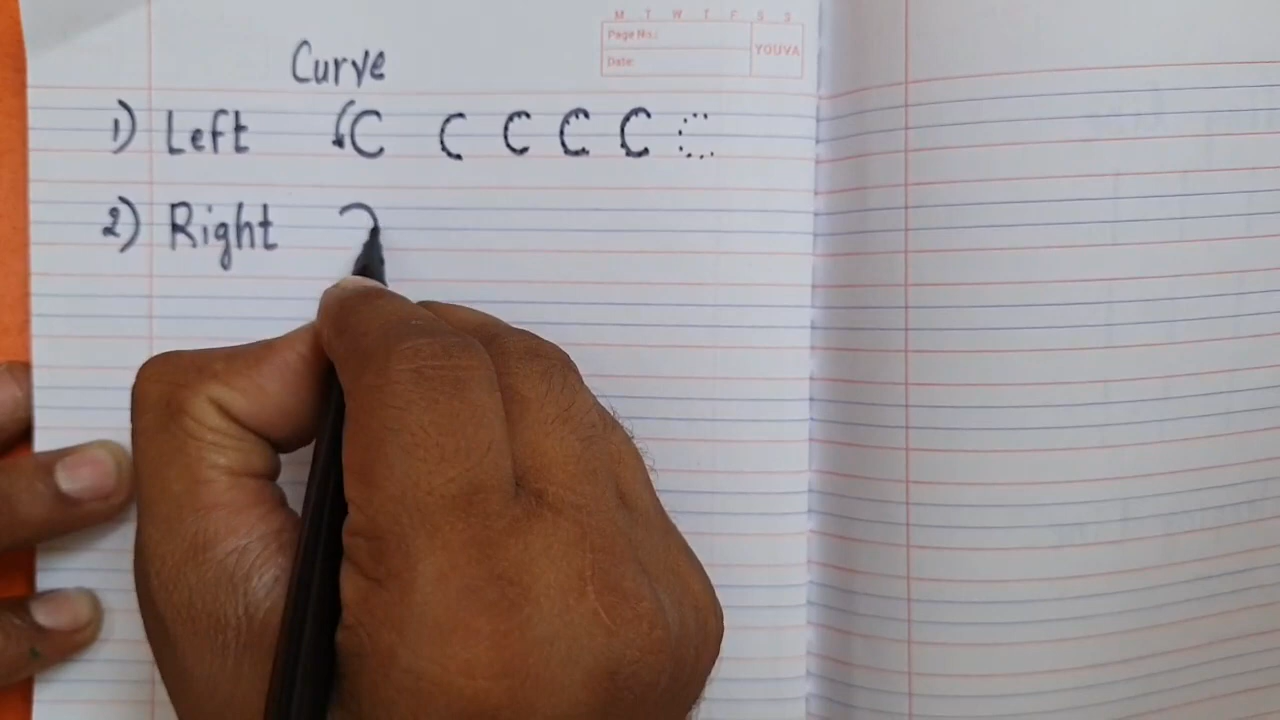 M T W T F S S
Page No.:
YOUVA
Date:
Curve
1) Left C C C C C C
2) Right